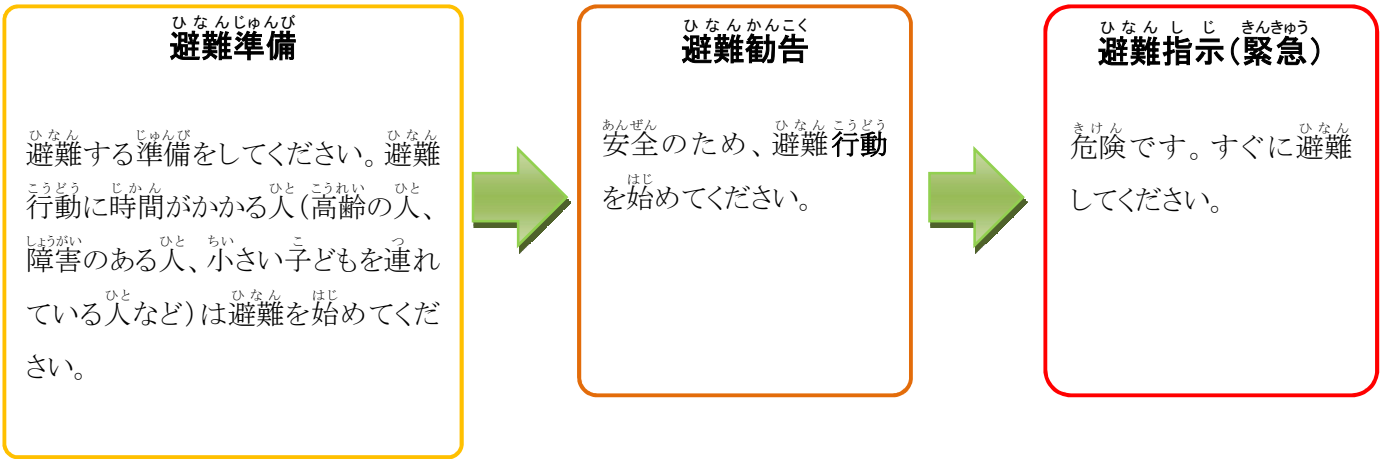 ひなんじゅんび
避難準備
ひなん じゅんび ひなん
避難する準備をしてください。避難
こうどう じかん ひと こうれい ひと
行動に時間がかかる人(高齢の人、
しょうがい ひと ちい こ つ
障害のある人、小さい子どもを連れ
ひと ひなん はじ
ている人など)は避難を始めてくだ
さい。
ひなんかんこく
避難勧告
あんぜん ひなん こうどう
安全のため、避難行動
はじ
を始めてください。
ひなんしじ きんきゅう
避難指示(緊急)
きけん ひなん
危険です。すぐに避難
してください。